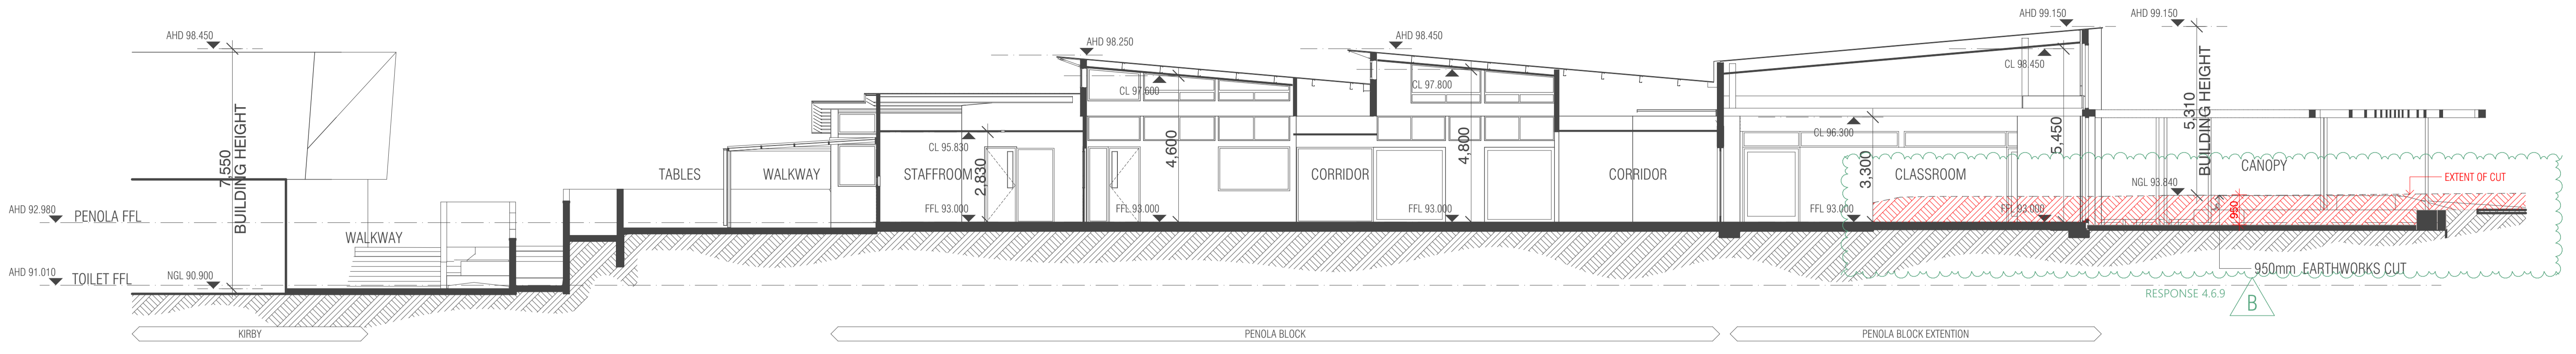 AHD 98.450
7,550
BUILDING HEIGHT
AHD 92.980
PENOLA FFL
AHD 91.010
TOILET FFL
NGL 90.900
WALKWAY
KIRBY
TABLES
WALKWAY
STAFFROOM
CL 95.830
2,830
FFL 93.000
AHD 98.250
CL 97.600
4,600
FFL 93.000
CORRIDOR
AHD 98.450
CL 97.800
4,800
FFL 93.000
CORRIDOR
PENOLA BLOCK
AHD 99.150
CL 98.450
CL 96.300
3,300
5,450
CLASSROOM
FFL 93.000
FFL 93.000
PENOLA BLOCK EXTENTION
AHD 99.150
5,310
BUILDING HEIGHT
NGL 93.840
CANOPY
EXTENT OF CUT
950
950mm EARTHWORKS CUT
RESPONSE 4.6.9
B